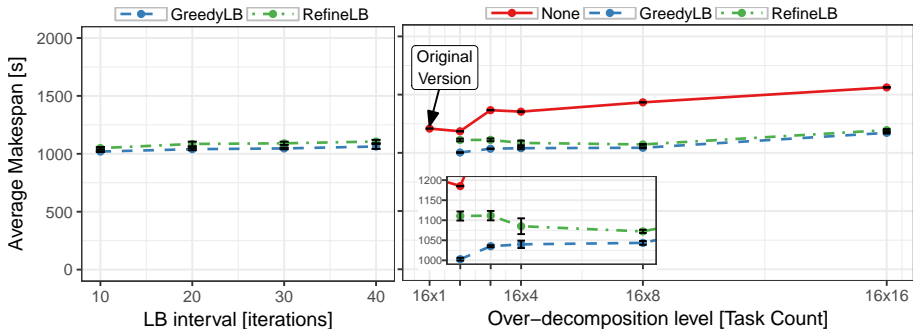 GreedyLB RefineLB
None GreedyLB RefineLB
Average Makespan [s]
2000
1500
1000
500
0
10 20 30 40
LB interval [iterations]
Original
Version
1200
1150
1100
1050
1000
16x1 16x4 16x8 16x16
Over−decomposition level [Task Count]